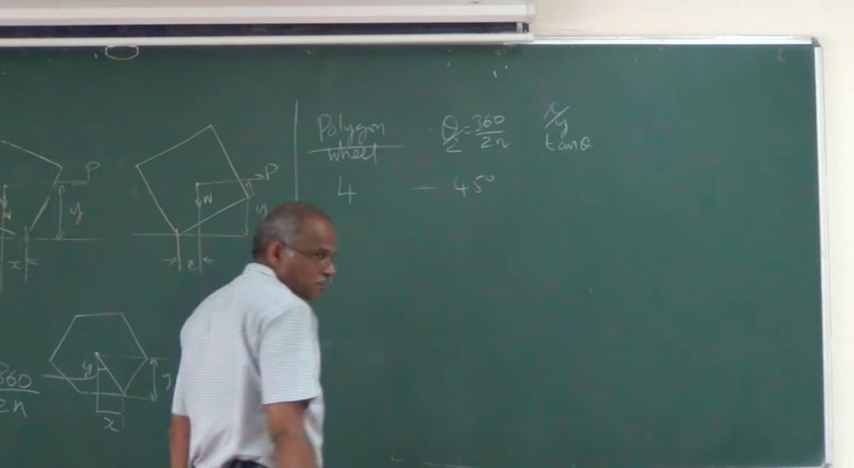 Polygon wheel
θ/2 = 360/2n
x/y
tanθ
4 — 45°
P
W
y
x
P
W
y
360/2n
y
x